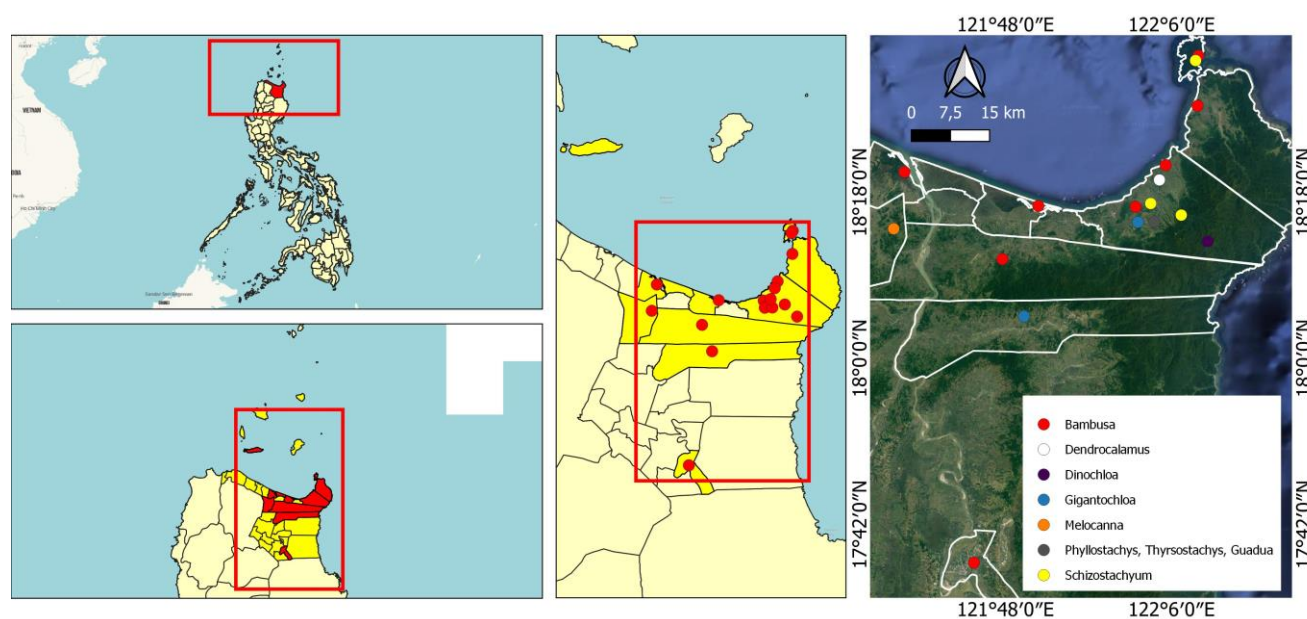 VIETNAM
121°48′0″E
122°6′0″E
0 7,5 15 km
18°18′0″N
18°18′0″N
18°0′0″N
18°0′0″N
17°42′0″N
17°42′0″N
Bambusa
Dendrocalamus
Dinochloa
Gigantochloa
Melocanna
Phyllostachys, Thyrsostachys, Guadua
Schizostachyum
121°48′0″E
122°6′0″E